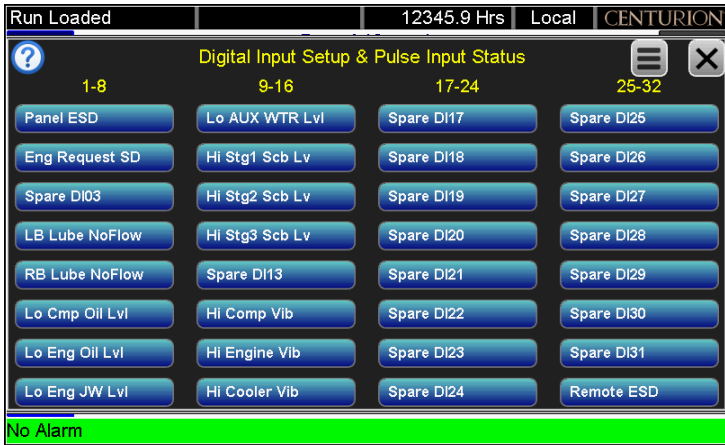 Run Loaded 12345.9 Hrs Local CENTURION
? Digital Input Setup & Pulse Input Status
1-8 9-16 17-24 25-32
Panel ESD Lo AUX WTR Lvl Spare DI17 Spare DI25
Eng Request SD Hi Stg1 Scb Lv Spare DI18 Spare DI26
Spare DI03 Hi Stg2 Scb Lv Spare DI19 Spare DI27
LB Lube NoFlow Hi Stg3 Scb Lv Spare DI20 Spare DI28
RB Lube NoFlow Spare DI13 Spare DI21 Spare DI29
Lo Cmp Oil Lvl Hi Comp Vib Spare DI22 Spare DI30
Lo Eng Oil Lvl Hi Engine Vib Spare DI23 Spare DI31
Lo Eng JW Lvl Hi Cooler Vib Spare DI24 Remote ESD
No Alarm